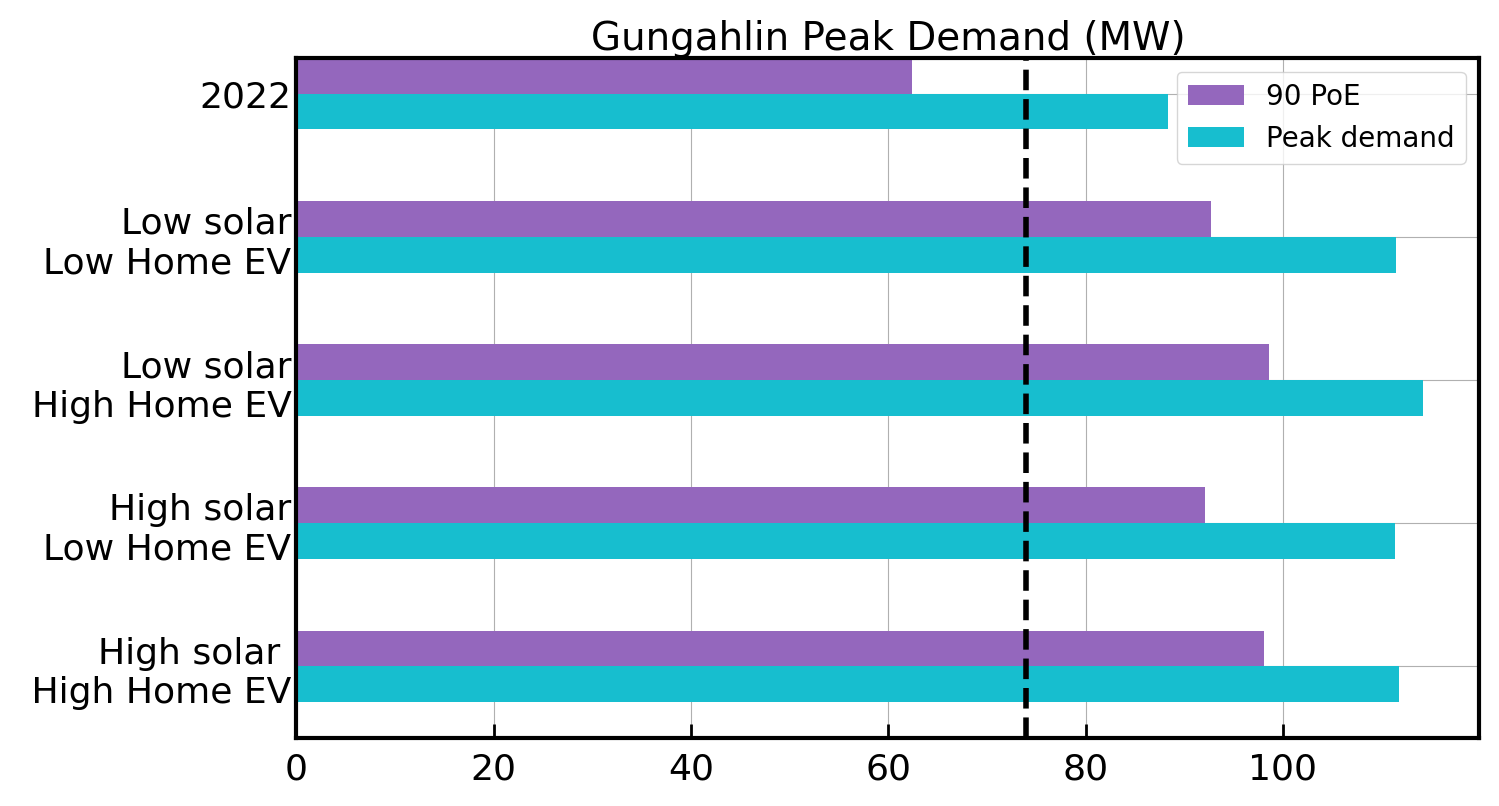 Gungahlin Peak Demand (MW)
2022
90 PoE
Peak demand
Low solar
Low Home EV
Low solar
High Home EV
High solar
Low Home EV
High solar
High Home EV
0 20 40 60 80 100